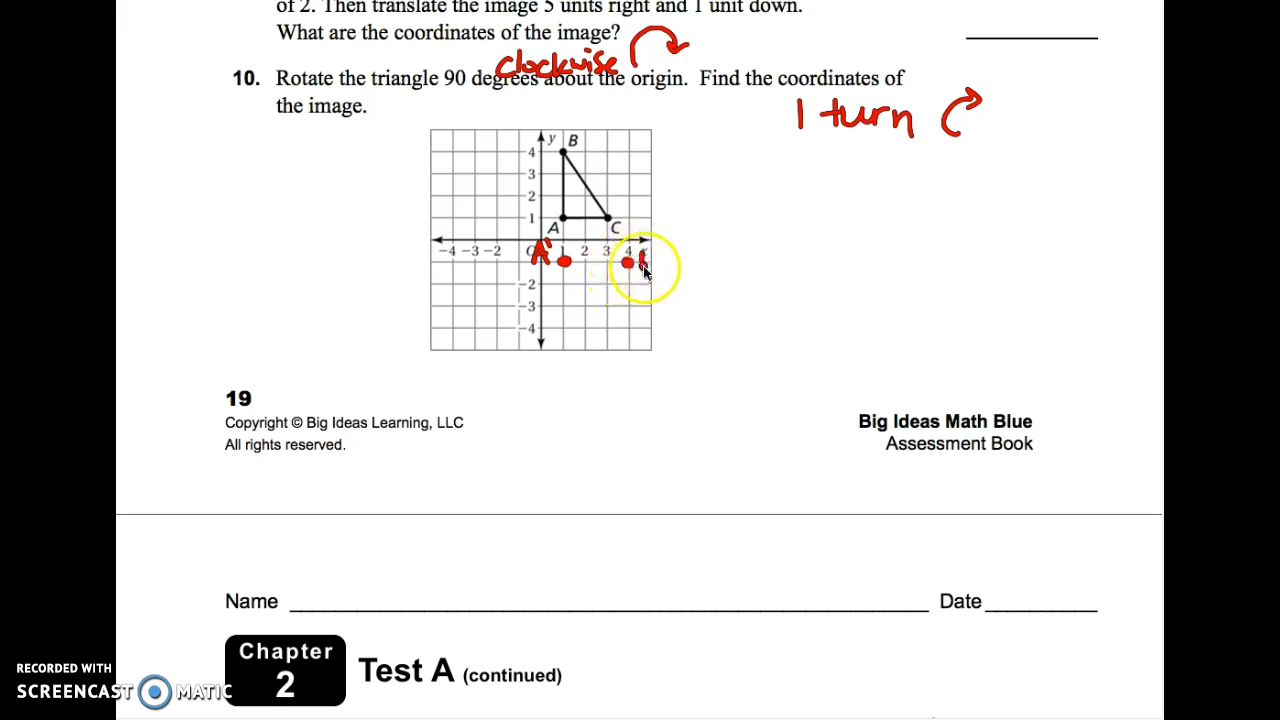 of 2. Then translate the image 5 units right and 1 unit down.
What are the coordinates of the image?
clockwise
10. Rotate the triangle 90 degrees about the origin. Find the coordinates of
the image.
1 turn
y B
4
3
2
1
A C
-4 -3 -2 1 2 3 4
A'
-2
-3
-4
19
Copyright © Big Ideas Learning, LLC
All rights reserved.
Big Ideas Math Blue
Assessment Book
Name
Date
Chapter
2
Test A (continued)
RECORDED WITH
SCREENCAST MATIC